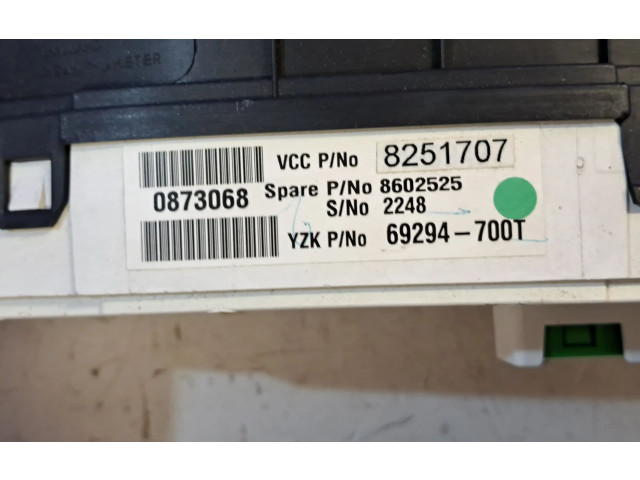 VCC P/No 8251707
0873068 Spare P/No 8602525
S/No 2248
YZK P/No 69294-700T